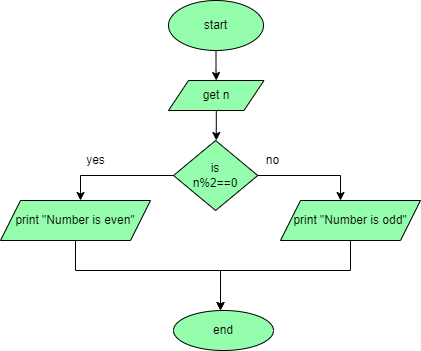 start
get n
is
n%2==0
yes
no
print "Number is even"
print "Number is odd"
end